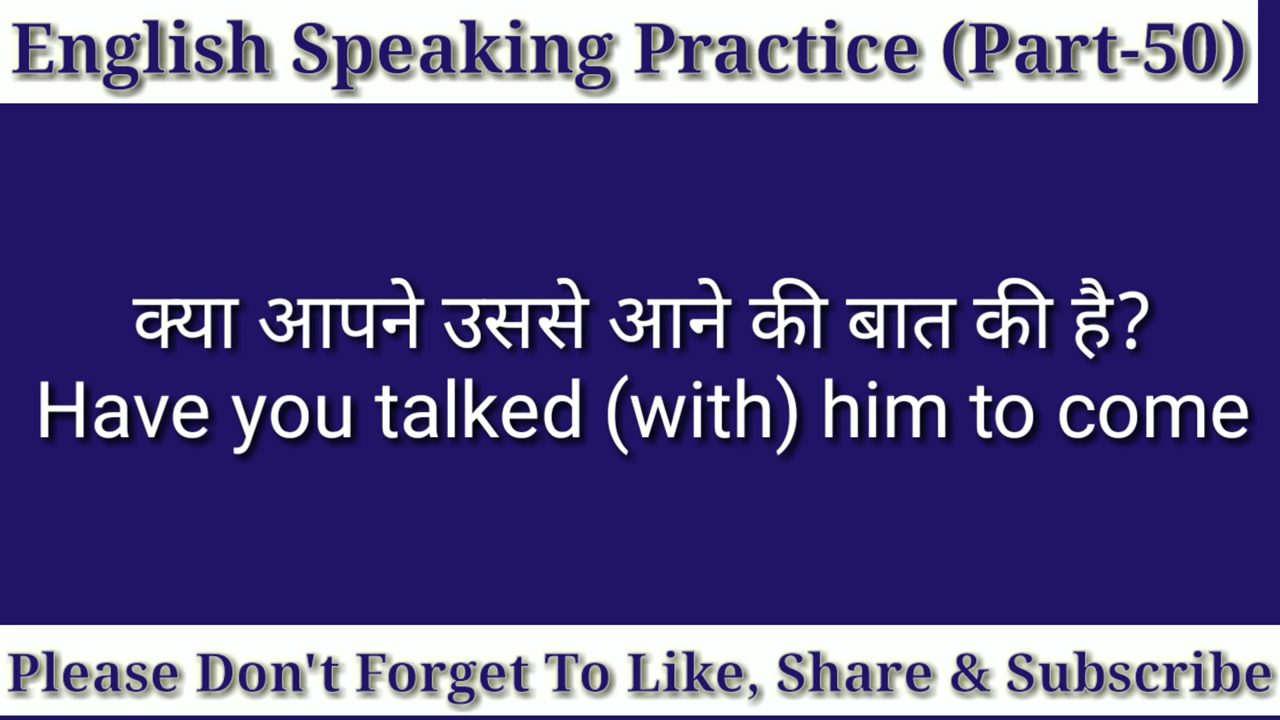 English Speaking Practice (Part-50)
क्या आपने उससे आने की बात की है?
Have you talked (with) him to come
Please Don't Forget To Like, Share & Subscribe